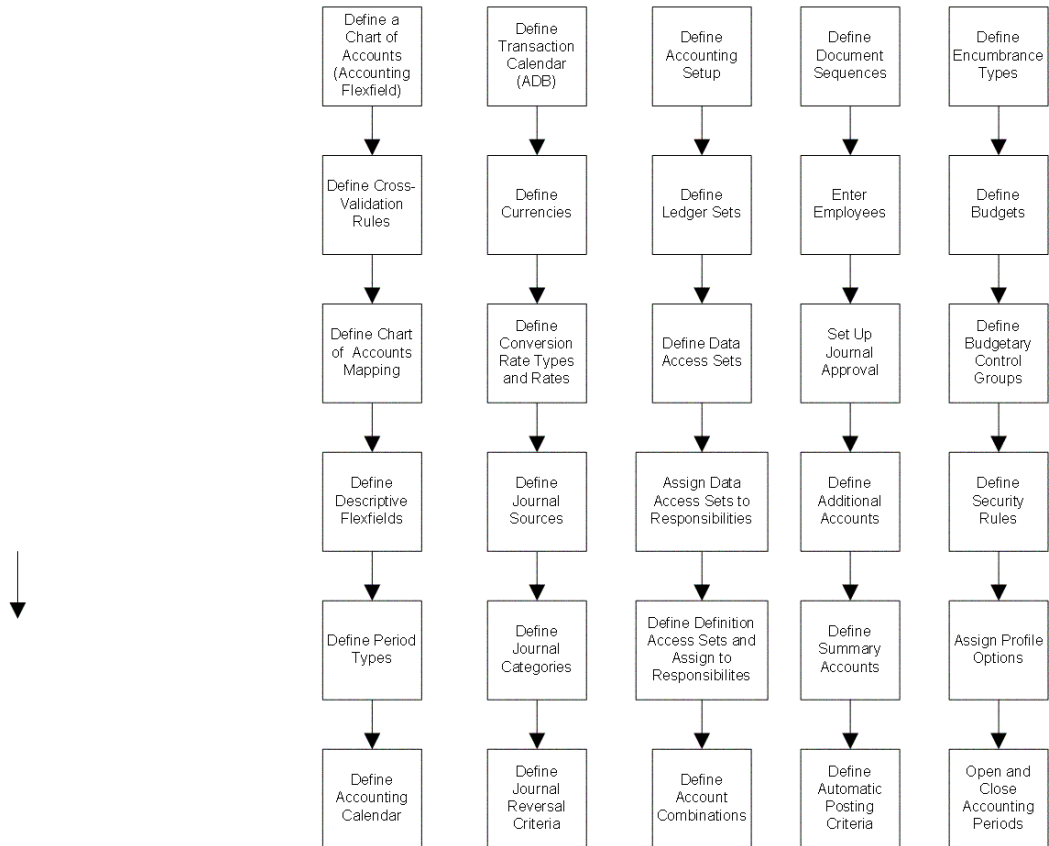 Define a
Chart of
Accounts
(Accounting
Flexfield)
Define Cross-
Validation
Rules
Define Chart
of Accounts
Mapping
Define
Descriptive
Flexfields
Define Period
Types
Define
Accounting
Calendar
Define
Transaction
Calendar
(ADB)
Define
Currencies
Define
Conversion
Rate Types
and Rates
Define
Journal
Sources
Define
Journal
Categories
Define
Journal
Reversal
Criteria
Define
Accounting
Setup
Define
Ledger Sets
Define Data
Access Sets
Assign Data
Access Sets to
Responsibilities
Define Definition
Access Sets and
Assign to
Responsibilites
Define
Account
Combinations
Define
Document
Sequences
Enter
Employees
Set Up
Journal
Approval
Define
Additional
Accounts
Define
Summary
Accounts
Define
Automatic
Posting
Criteria
Define
Encumbrance
Types
Define
Budgets
Define
Budgetary
Control
Groups
Define
Security
Rules
Assign Profile
Options
Open and
Close
Accounting
Periods